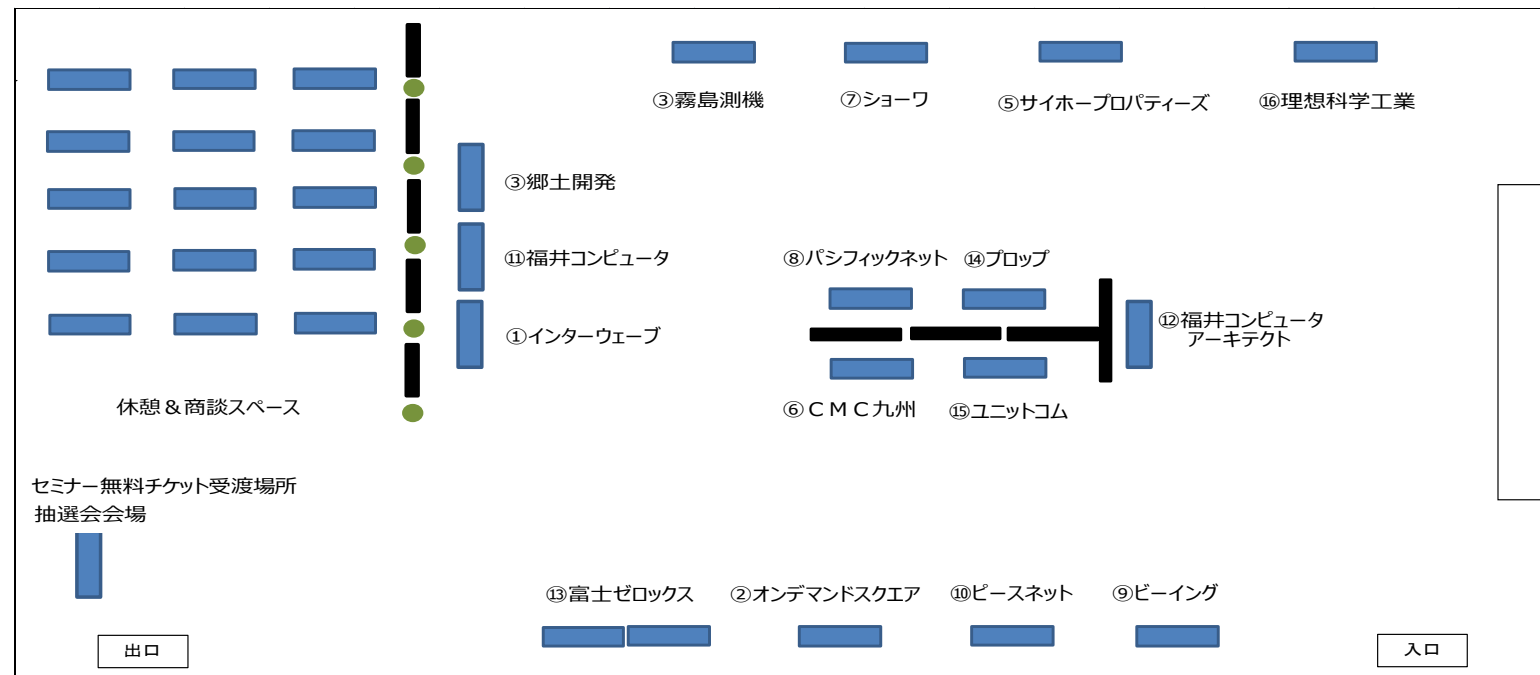 ③霧島測機
⑦ショーワ
⑤サイホープロパティーズ
⑯理想科学工業
③郷土開発
⑪福井コンピュータ
①インターウェーブ
⑧パシフィックネット
⑭プロップ
⑫福井コンピュータ
アーキテクト
⑥ＣＭＣ九州
⑮ユニットコム
休憩＆商談スペース
セミナー無料チケット受渡場所
抽選会会場
⑬富士ゼロックス
②オンデマンドスクエア
⑩ピースネット
⑨ビーイング
出口
入口